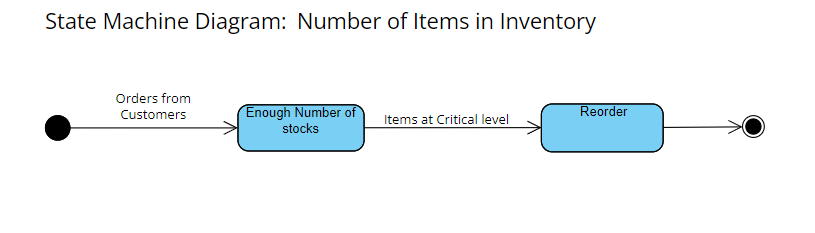 State Machine Diagram:  Number of Items in Inventory
Orders from
Customers
Enough Number of
stocks
Items at Critical level
Reorder